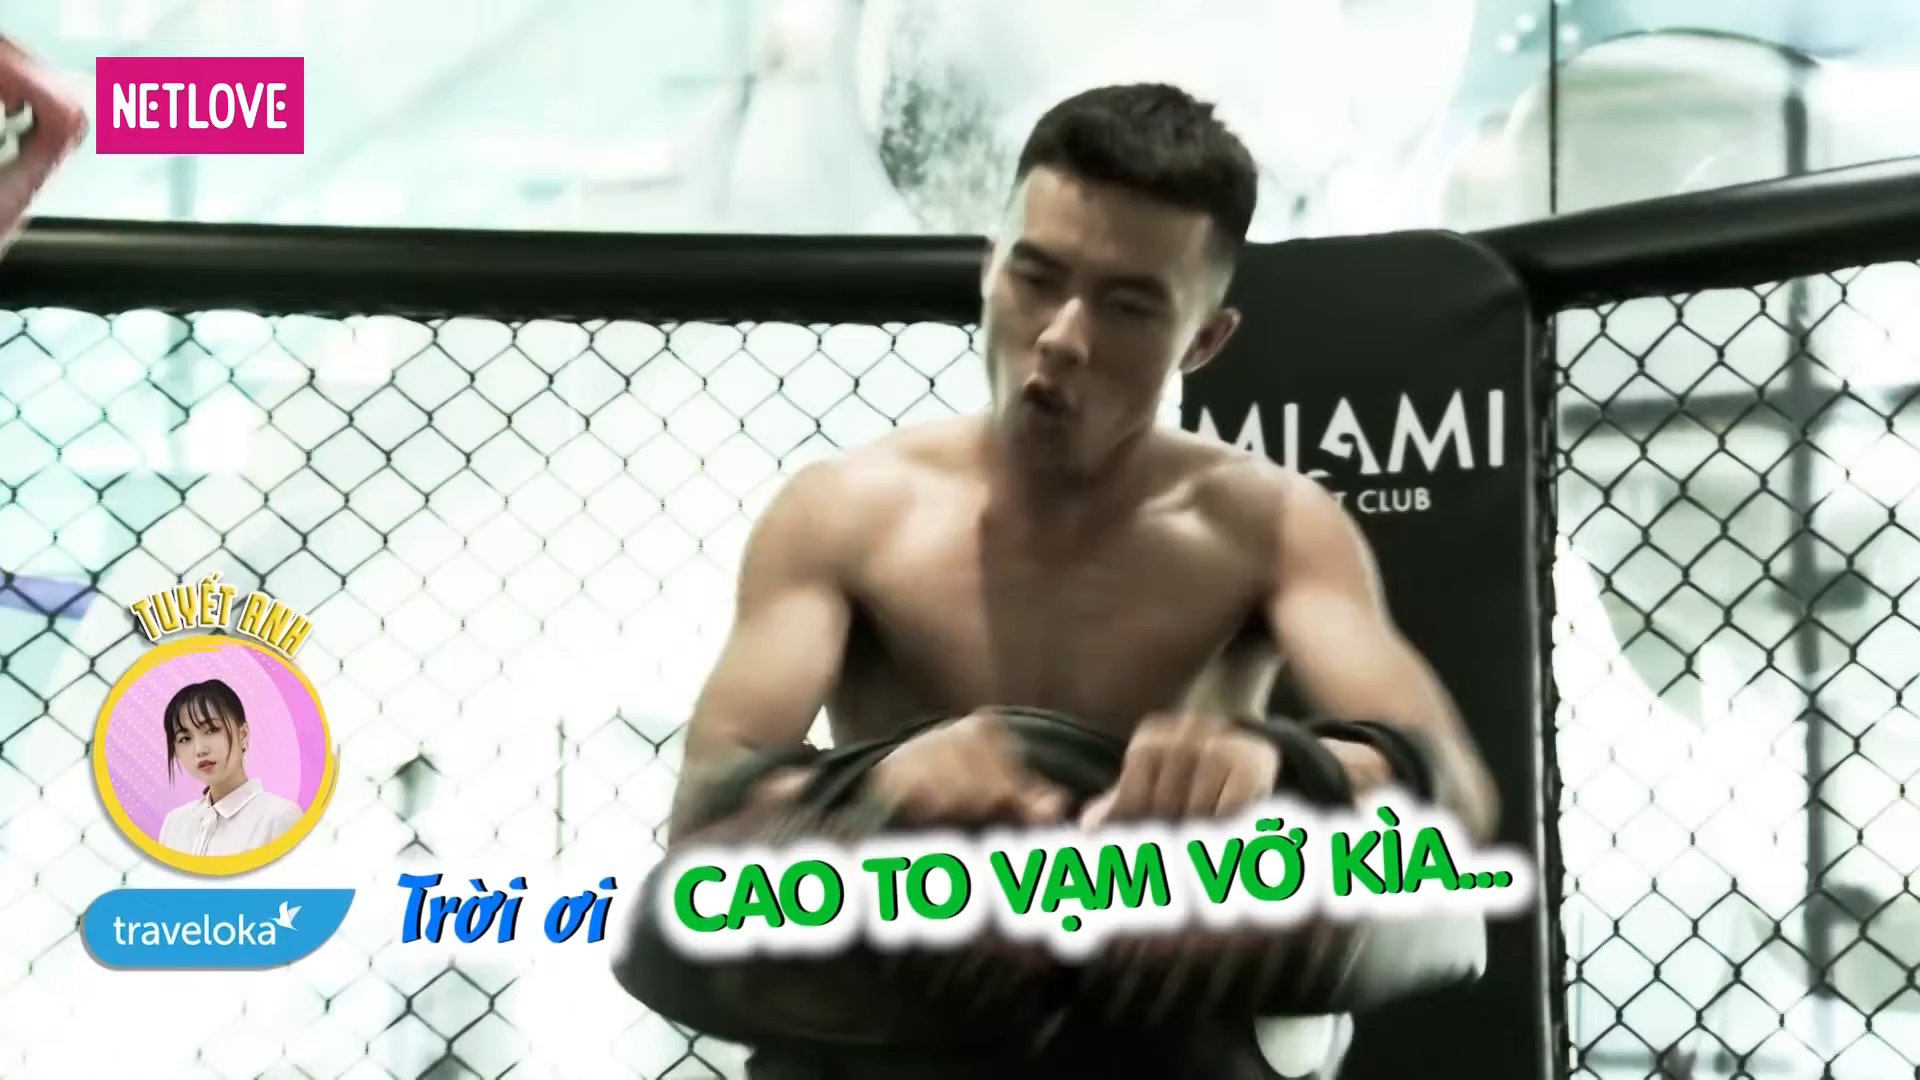 NETLOVE
MIAMI
CLUB
TUYẾT ANH
traveloka
Trời ơi CAO TO VẠM VỠ KÌA...